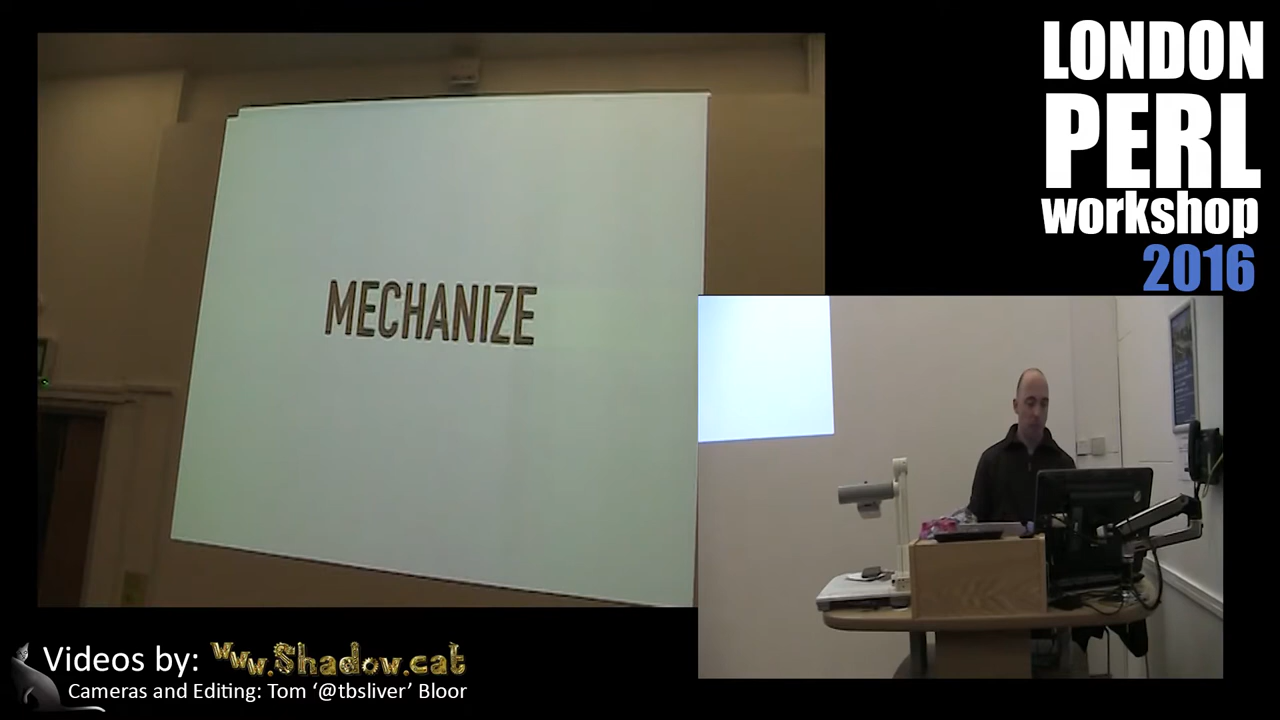 MECHANIZE
LONDON
PERL
workshop
2016
Videos by: Www.Shadow.cat
Cameras and Editing: Tom ‘@tbsliver’ Bloor